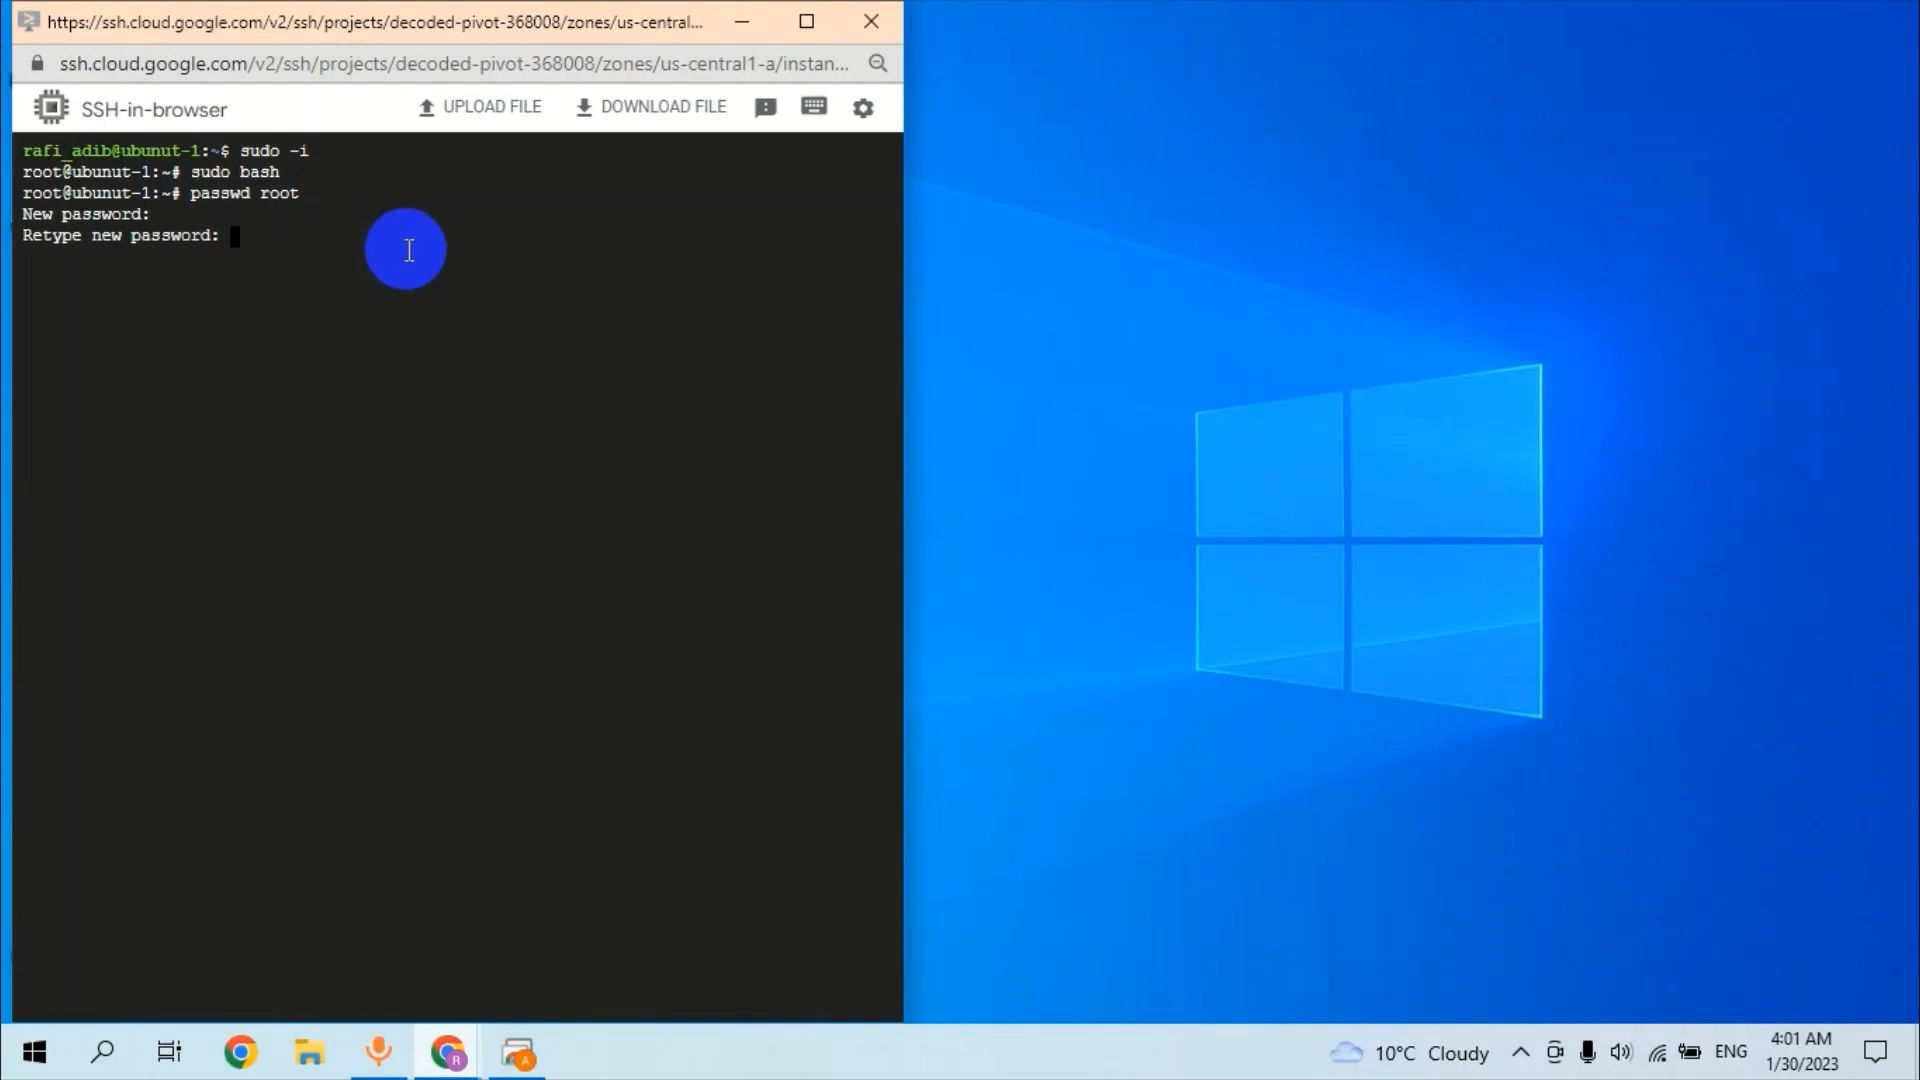 https://ssh.cloud.google.com/v2/ssh/projects/decoded-pivot-368008/zones/us-central...
ssh.cloud.google.com/v2/ssh/projects/decoded-pivot-368008/zones/us-central1-a/instan...
SSH-in-browser
UPLOAD FILE
DOWNLOAD FILE
rafi_adib@ubunut-1:~$ sudo -i
root@ubunut-1:~# sudo bash
root@ubunut-1:~# passwd root
New password:
Retype new password:
R
A
10°C Cloudy
ENG
4:01 AM
1/30/2023